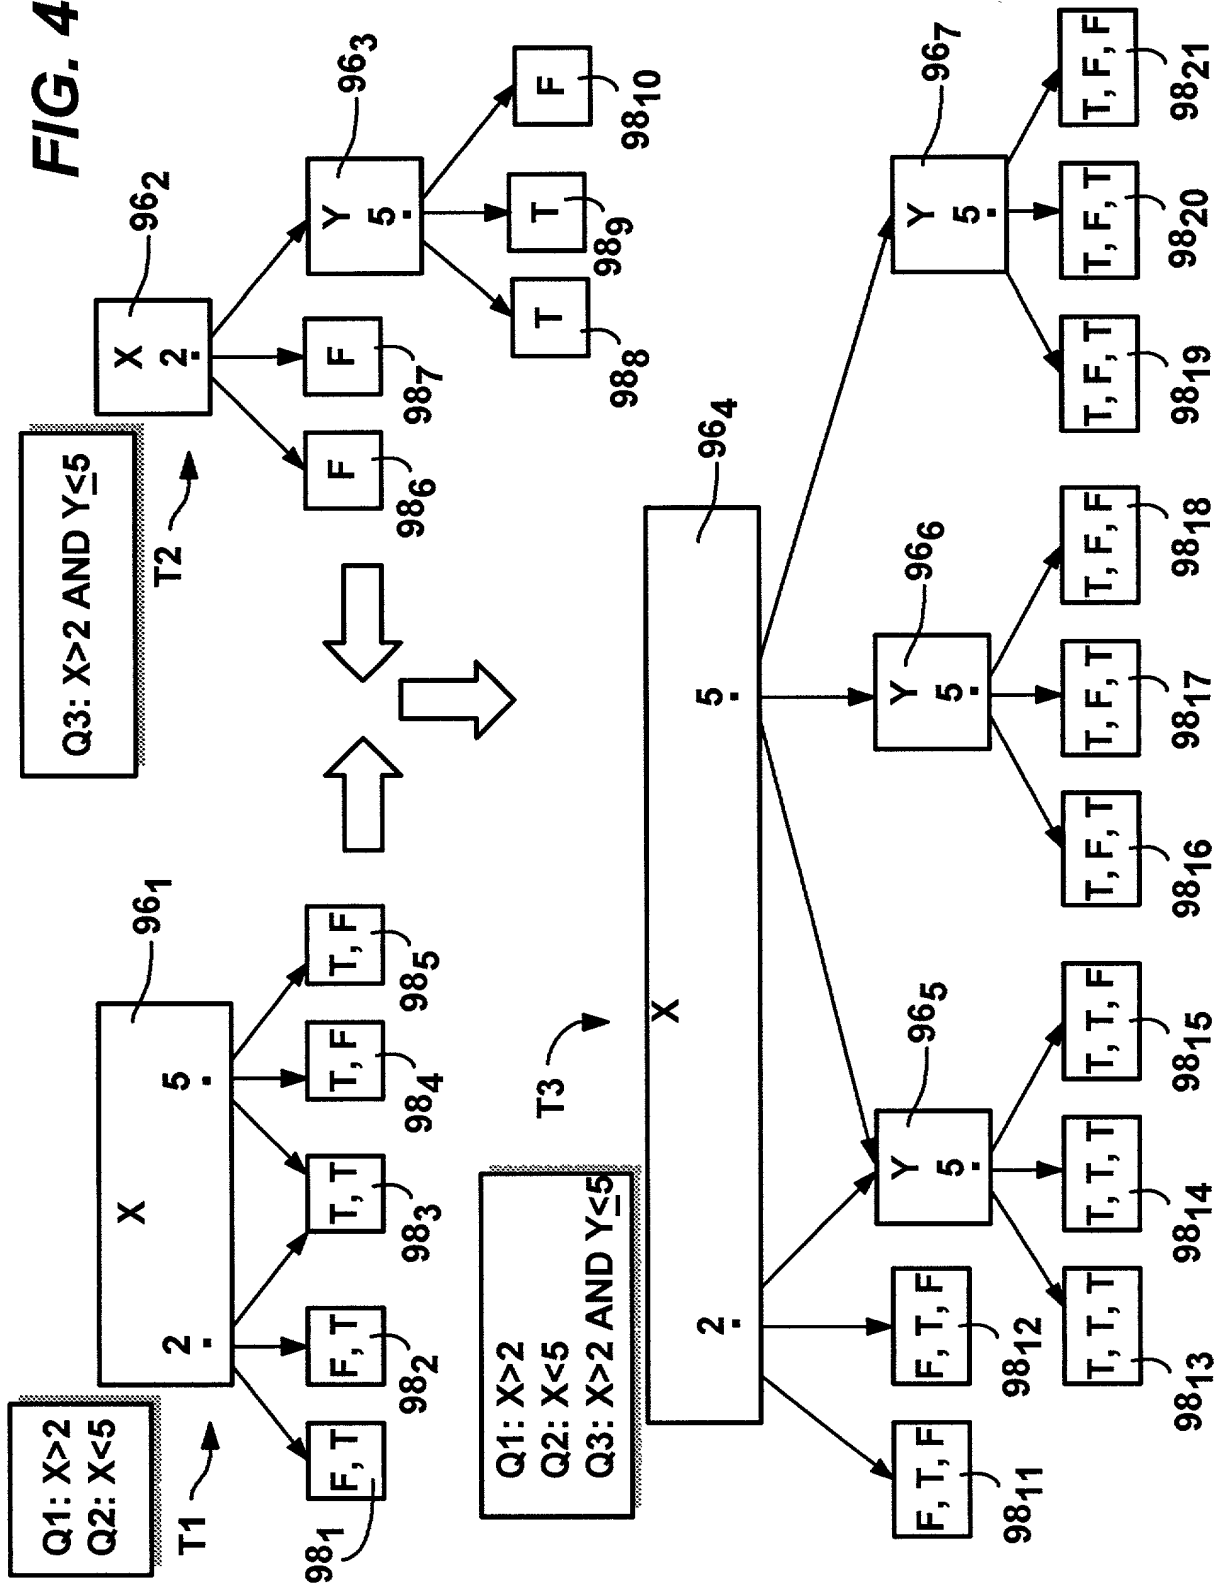 FIG. 4
Q1: X>2
Q2: X<5
T1
X
2.
5.
96₁
F, T
F, T
T, T
T, F
T, F
98₁
98₂
98₃
98₄
98₅
Q3: X>2 AND Y≤5
T2
X
2.
96₂
F
F
98₆
98₇
Y
5.
96₃
T
T
F
98₈
98₉
98₁₀
Q1: X>2
Q2: X<5
Q3: X>2 AND Y≤5
T3
X
2.
5.
96₄
F, T, F
F, T, F
98₁₁
98₁₂
Y
5.
96₅
Y
5.
96₆
Y
5.
96₇
T, T, T
T, T, T
T, T, F
T, F, T
T, F, T
T, F, F
T, F, T
T, F, T
T, F, F
98₁₃
98₁₄
98₁₅
98₁₆
98₁₇
98₁₈
98₁₉
98₂₀
98₂₁